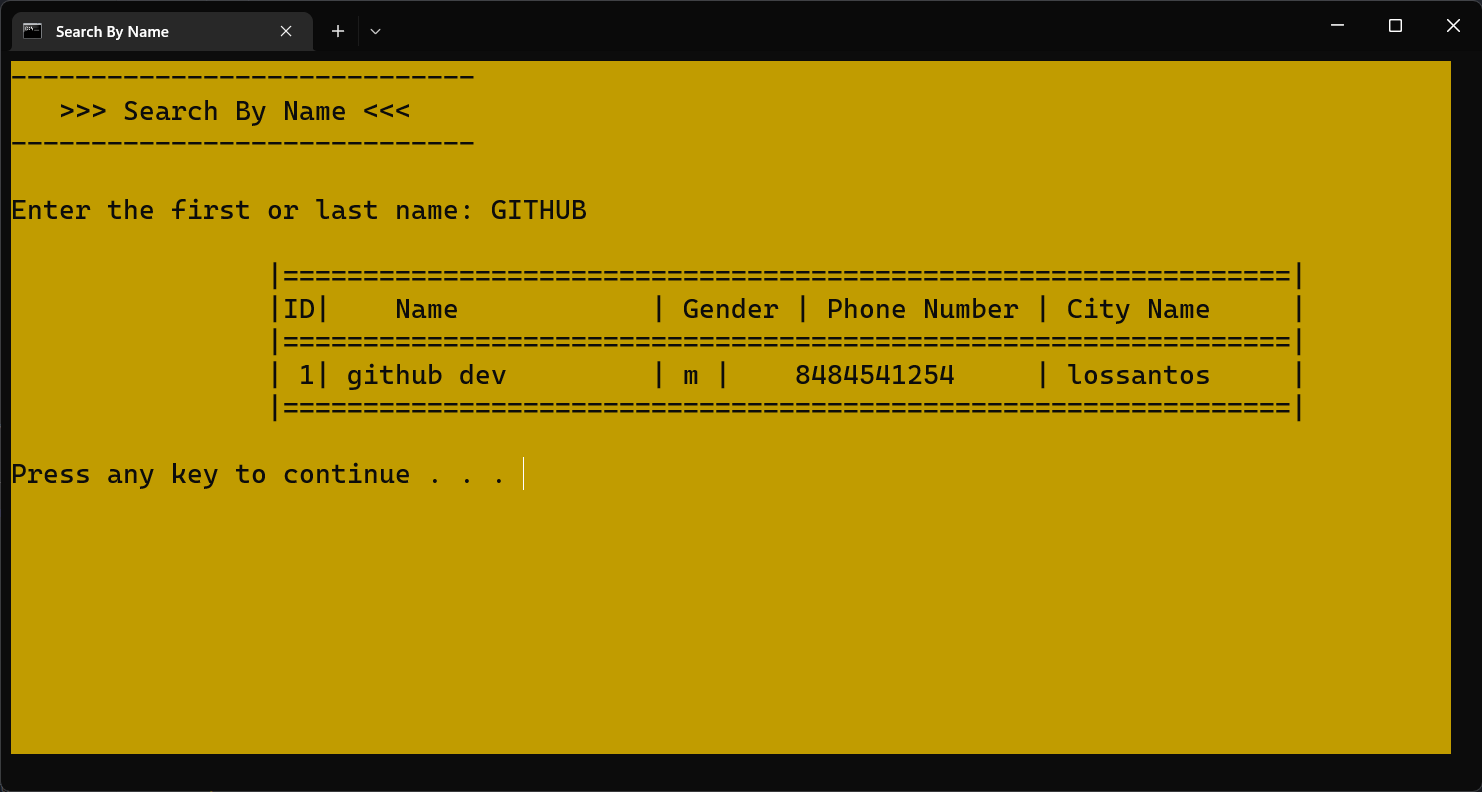 Search By Name
-----------------------------
   >>> Search By Name <<<
-----------------------------
Enter the first or last name: GITHUB
|===============================================================|
|ID|    Name            | Gender | Phone Number | City Name     |
|===============================================================|
| 1| github dev         | m |    8484541254     | lossantos     |
|===============================================================|
Press any key to continue . . .